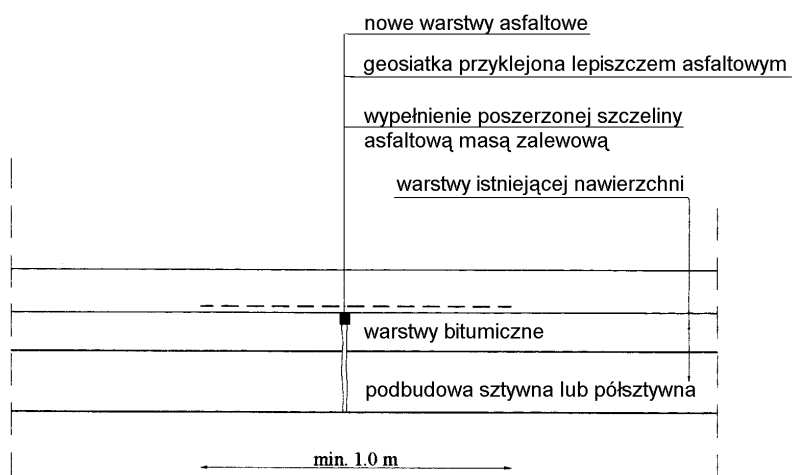 nowe warstwy asfaltowe
geosiatka przyklejona lepiszczem asfaltowym
wypełnienie poszerzonej szczeliny
asfaltową masą zalewową
warstwy istniejącej nawierzchni
warstwy bitumiczne
podbudowa sztywna lub półsztywna
min. 1.0 m